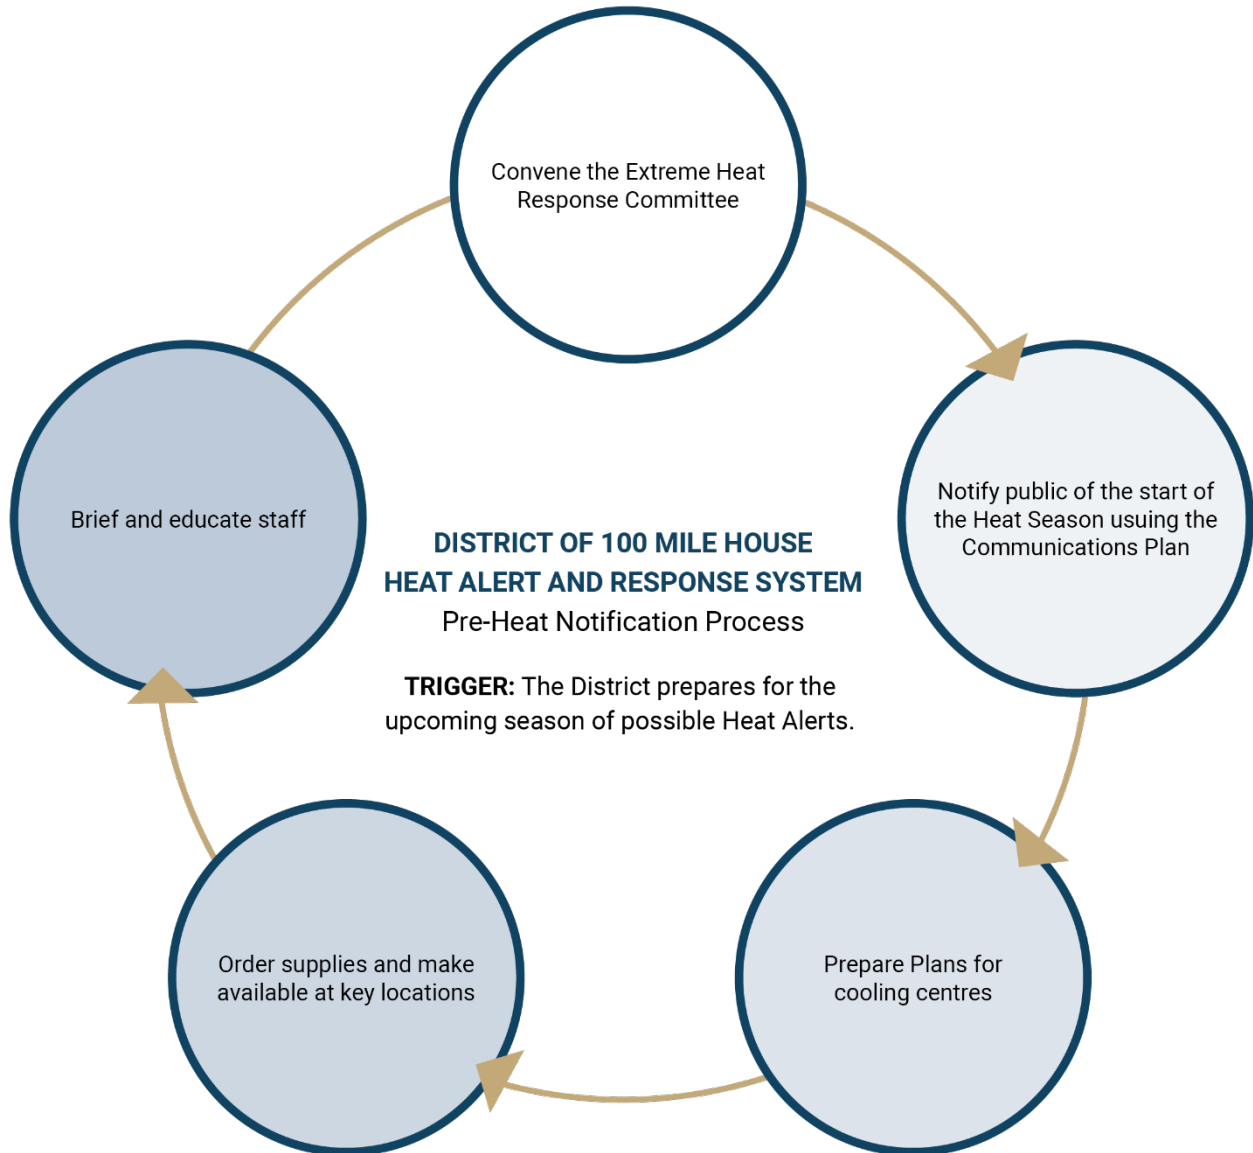 Convene the Extreme Heat
Response Committee
Notify public of the start of
the Heat Season usuing the
Communications Plan
Prepare Plans for
cooling centres
Order supplies and make
available at key locations
Brief and educate staff
DISTRICT OF 100 MILE HOUSE
HEAT ALERT AND RESPONSE SYSTEM
Pre-Heat Notification Process
TRIGGER: The District prepares for the
upcoming season of possible Heat Alerts.